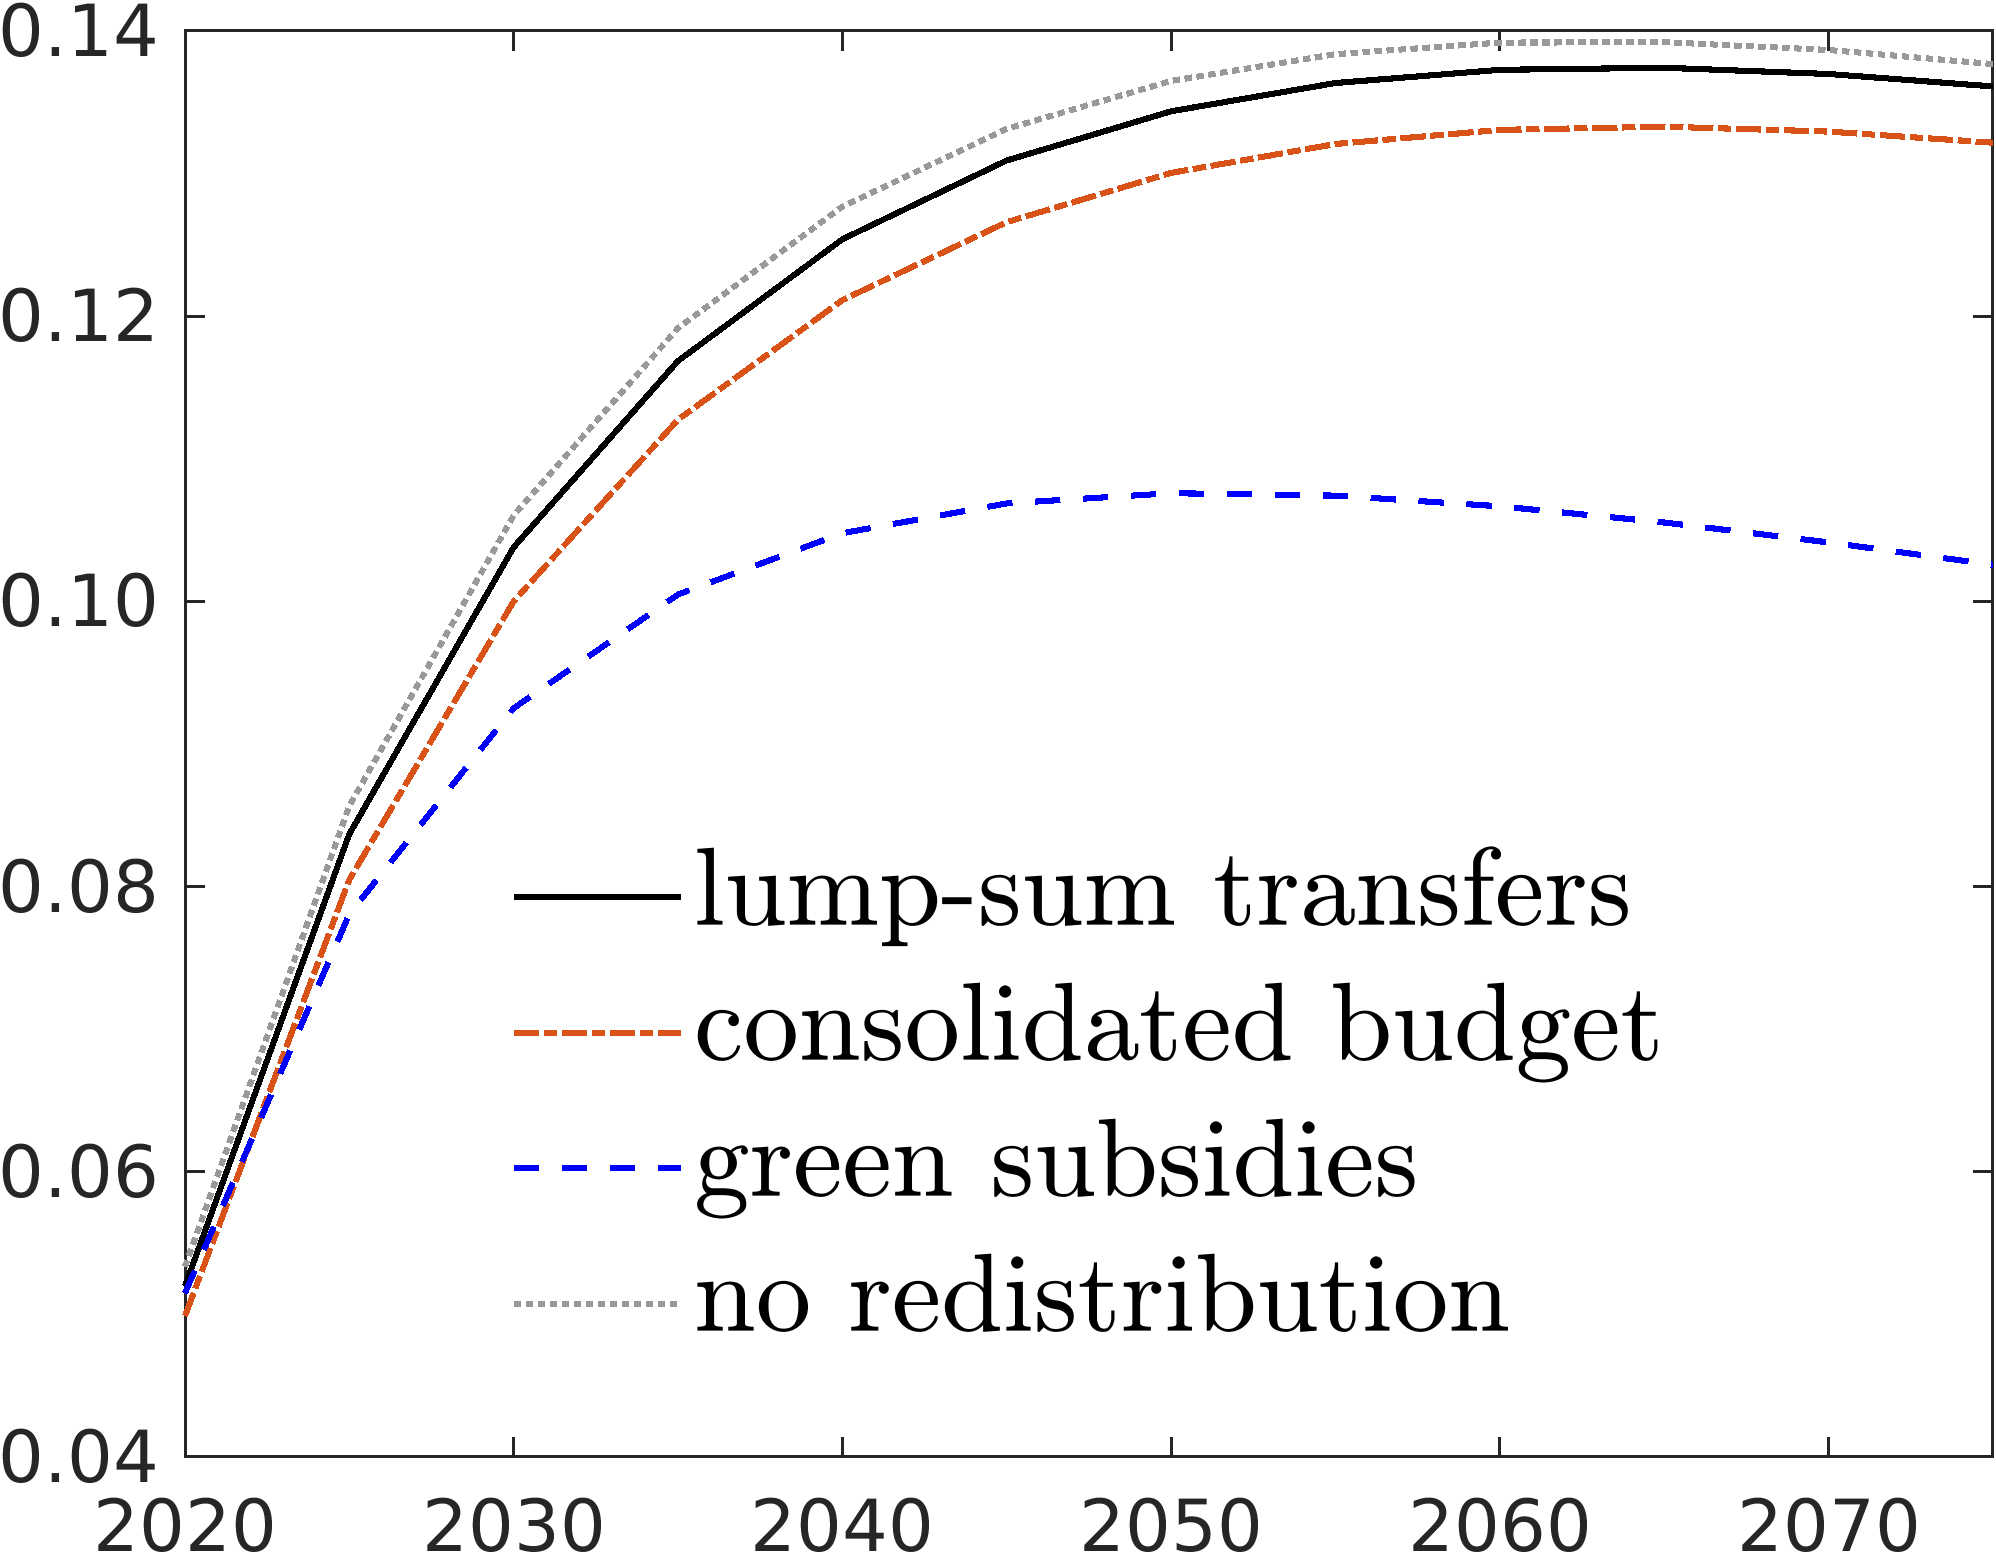 0.14
0.12
0.10
0.08
0.06
0.04
lump-sum transfers
consolidated budget
green subsidies
no redistribution
2020 2030 2040 2050 2060 2070